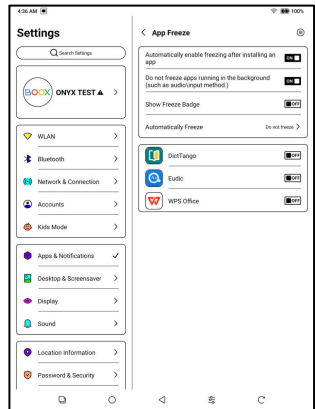 4:36 AM
100%
Settings
Search Settings
BOOX
ONYX TEST
WLAN
Bluetooth
Network & Connection
Accounts
Kids Mode
Apps & Notifications
Desktop & Screensaver
Display
Sound
Location Information
Password & Security
App Freeze
Automatically enable freezing after installing an
app
ON
Do not freeze apps running in the background
(such as audio\input method.)
ON
Show Freeze Badge
OFF
Automatically Freeze
Do not freeze
DictTango
OFF
Eudic
OFF
WPS Office
OFF